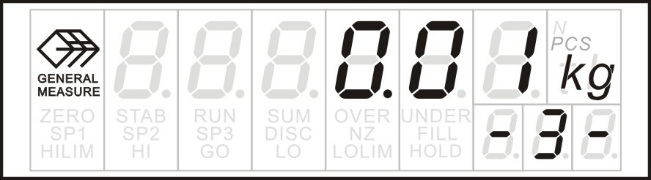 GENERAL
MEASURE
0.01
N
PCS
kg
ZERO STAB RUN SUM OVER UNDER
SP1 SP2 SP3 DISC NZ FILL
HILIM HI GO LO LOLIM HOLD
-3-